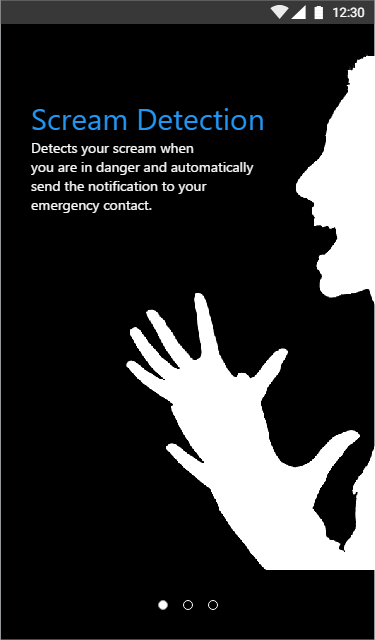 12:30
Scream Detection
Detects your scream when
you are in danger and automatically
send the notification to your
emergency contact.